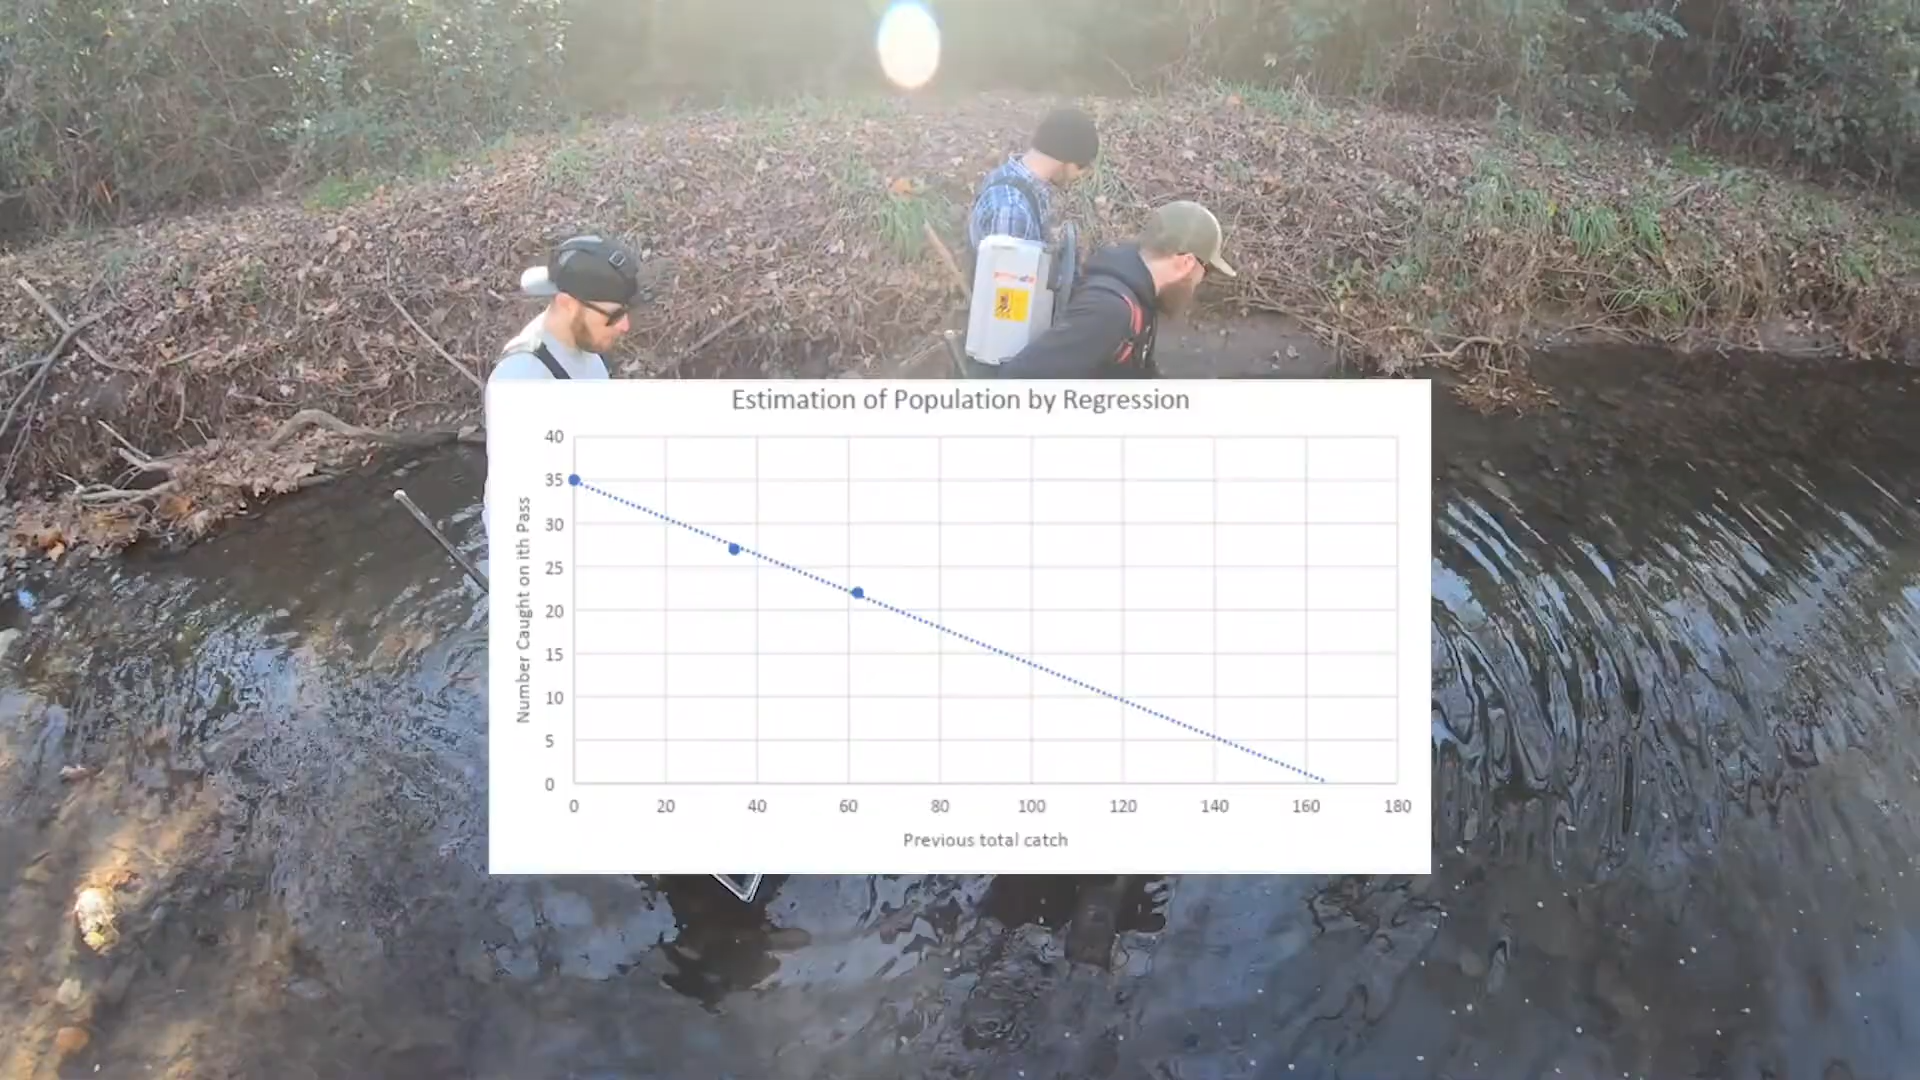 Estimation of Population by Regression
Number Caught on ith Pass
40
35
30
25
20
15
10
5
0
0 20 40 60 80 100 120 140 160 180
Previous total catch